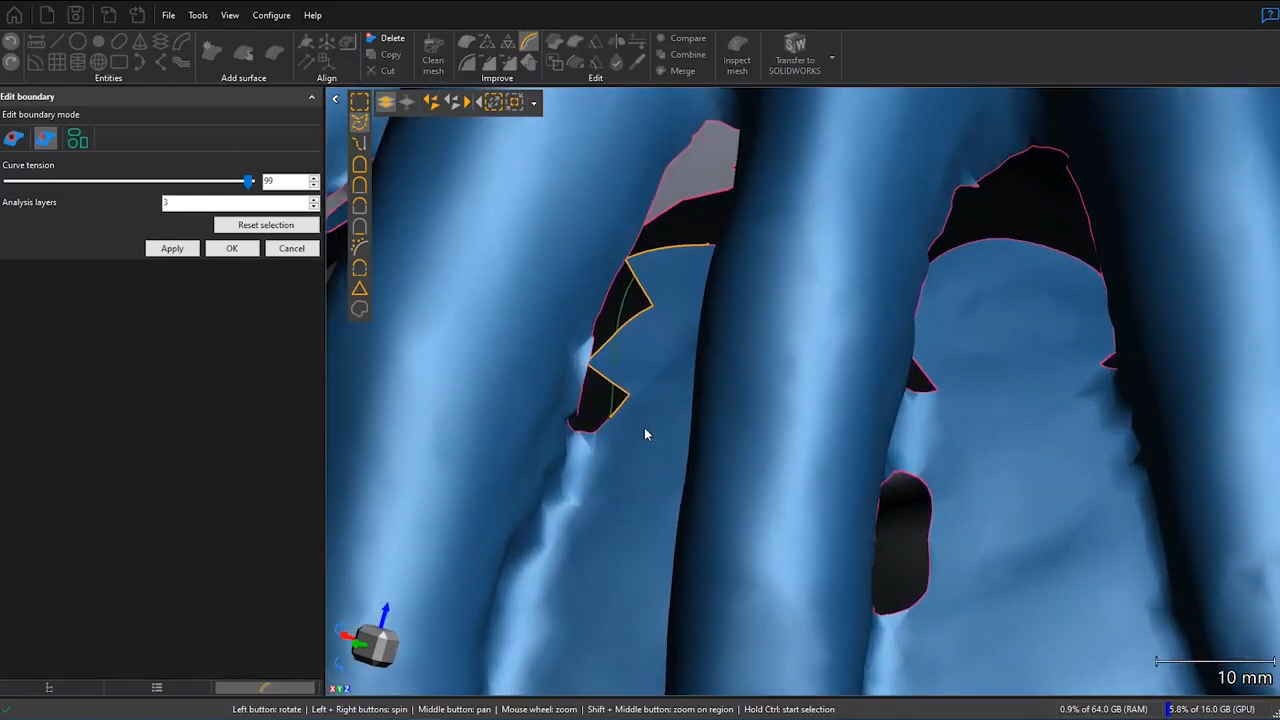 File Tools View Configure Help
Delete
Copy
Cut
Clean
mesh
Compare
Combine
Merge
Inspect
mesh
Transfer to
SOLIDWORKS
Entities
Add surface
Align
Improve
Edit
Edit boundary
Edit boundary mode
Curve tension
99
Analysis layers
3
Reset selection
Apply
OK
Cancel
10 mm
X Y Z
Left button: rotate | Left + Right buttons: spin | Middle button: pan | Mouse wheel: zoom | Shift + Middle button: zoom on region | Hold Ctrl: start selection
0.9% of 64.0 GB (RAM)
5.8% of 16.0 GB (GPU)